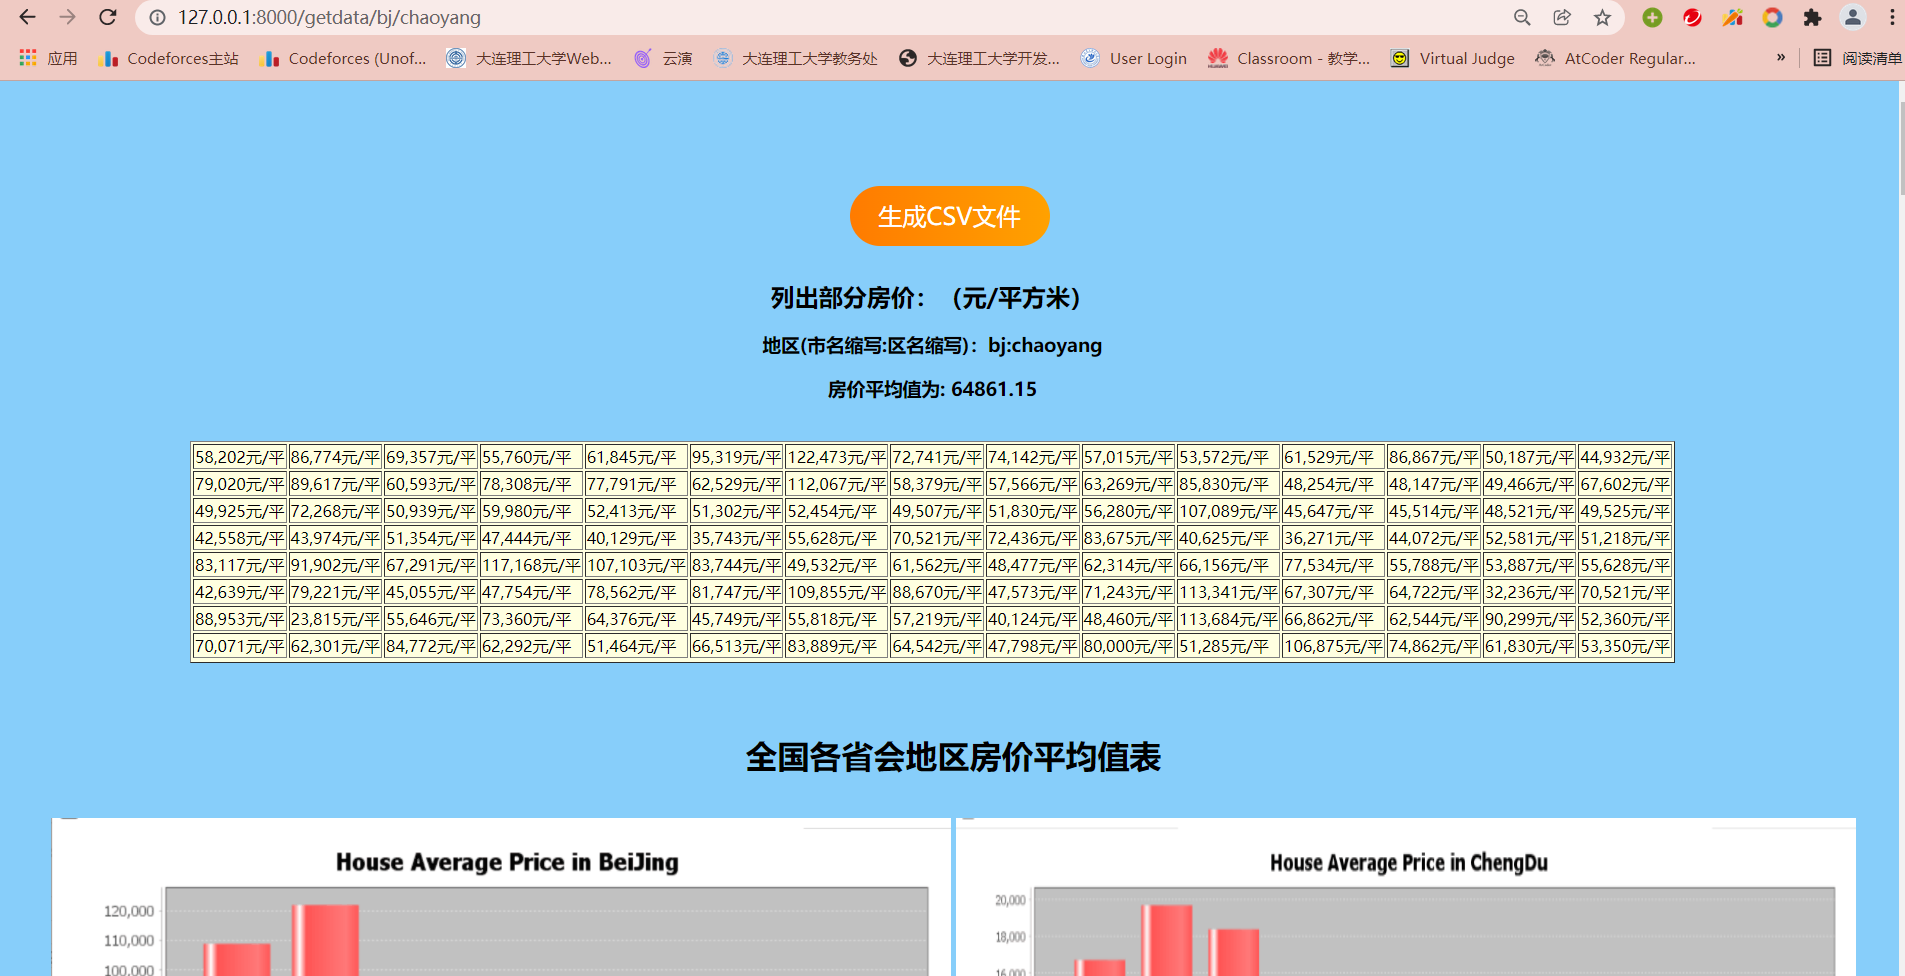 127.0.0.1:8000/getdata/bj/chaoyang
应用 Codeforces主站 Codeforces (Unof... 大连理工大学Web... 云演 大连理工大学教务处 大连理工大学开发... User Login Classroom - 教学... Virtual Judge AtCoder Regular... » 阅读清单
生成CSV文件
列出部分房价：（元/平方米）
地区(市名缩写:区名缩写)：bj:chaoyang
房价平均值为: 64861.15
58,202元/平 86,774元/平 69,357元/平 55,760元/平 61,845元/平 95,319元/平 122,473元/平 72,741元/平 74,142元/平 57,015元/平 53,572元/平 61,529元/平 86,867元/平 50,187元/平 44,932元/平
79,020元/平 89,617元/平 60,593元/平 78,308元/平 77,791元/平 62,529元/平 112,067元/平 58,379元/平 57,566元/平 63,269元/平 85,830元/平 48,254元/平 48,147元/平 49,466元/平 67,602元/平
49,925元/平 72,268元/平 50,939元/平 59,980元/平 52,413元/平 51,302元/平 52,454元/平 49,507元/平 51,830元/平 56,280元/平 107,089元/平 45,647元/平 45,514元/平 48,521元/平 49,525元/平
42,558元/平 43,974元/平 51,354元/平 47,444元/平 40,129元/平 35,743元/平 55,628元/平 70,521元/平 72,436元/平 83,675元/平 40,625元/平 36,271元/平 44,072元/平 52,581元/平 51,218元/平
83,117元/平 91,902元/平 67,291元/平 117,168元/平 107,103元/平 83,744元/平 49,532元/平 61,562元/平 48,477元/平 62,314元/平 66,156元/平 77,534元/平 55,788元/平 53,887元/平 55,628元/平
42,639元/平 79,221元/平 45,055元/平 47,754元/平 78,562元/平 81,747元/平 109,855元/平 88,670元/平 47,573元/平 71,243元/平 113,341元/平 67,307元/平 64,722元/平 32,236元/平 70,521元/平
88,953元/平 23,815元/平 55,646元/平 73,360元/平 64,376元/平 45,749元/平 55,818元/平 57,219元/平 40,124元/平 48,460元/平 113,684元/平 66,862元/平 62,544元/平 90,299元/平 52,360元/平
70,071元/平 62,301元/平 84,772元/平 62,292元/平 51,464元/平 66,513元/平 83,889元/平 64,542元/平 47,798元/平 80,000元/平 51,285元/平 106,875元/平 74,862元/平 61,830元/平 53,350元/平
全国各省会地区房价平均值表
House Average Price in BeiJing
120,000
110,000
100,000
House Average Price in ChengDu
20,000
18,000
16,000